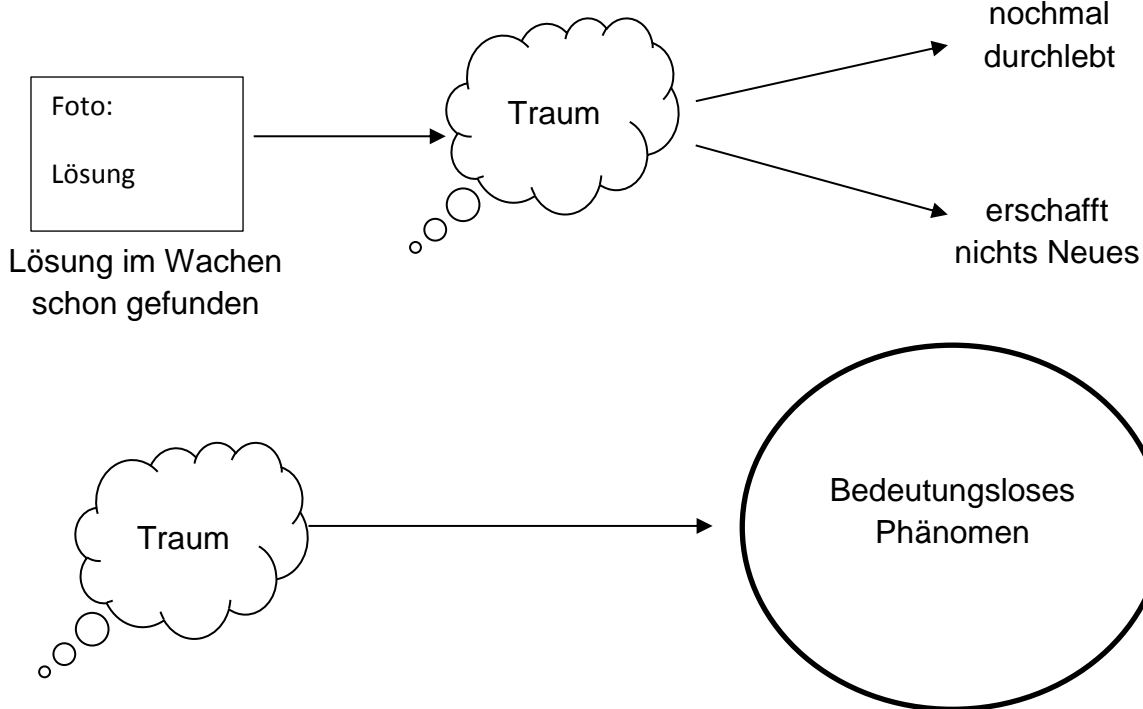 nochmal
durchlebt
Foto:
Lösung
Traum
erschafft
nichts Neues
Lösung im Wachen
schon gefunden
Bedeutungsloses
Phänomen
Traum